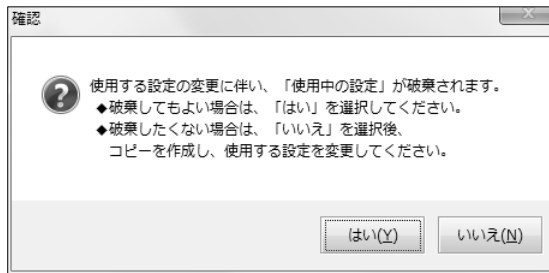 確認
使用する設定の変更に伴い、「使用中の設定」が破棄されます。
◆破棄してもよい場合は、「はい」を選択してください。
◆破棄したくない場合は、「いいえ」を選択後、
コピーを作成し、使用する設定を変更してください。
はい(Y)
いいえ(N)